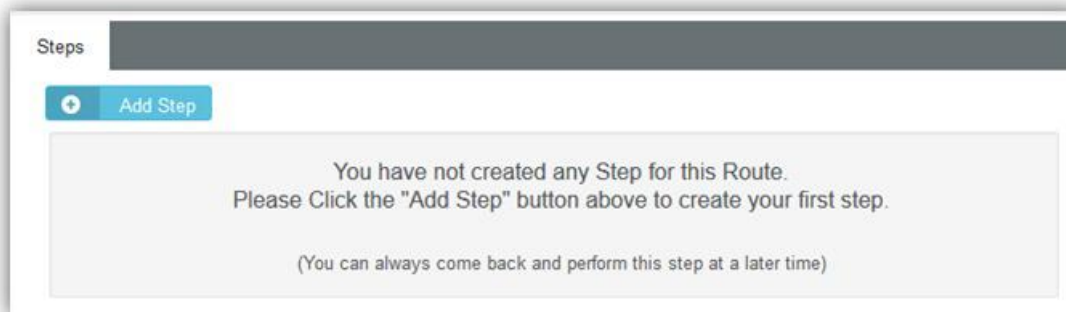 Steps
Add Step
You have not created any Step for this Route.
Please Click the "Add Step" button above to create your first step.
(You can always come back and perform this step at a later time)